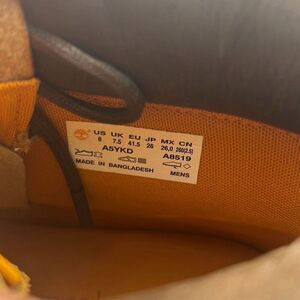 US UK EU JP MX CN
8 7.5 41.5 26 26.0 260(2.5)
A5YKD A8519
MADE IN BANGLADESH MENS